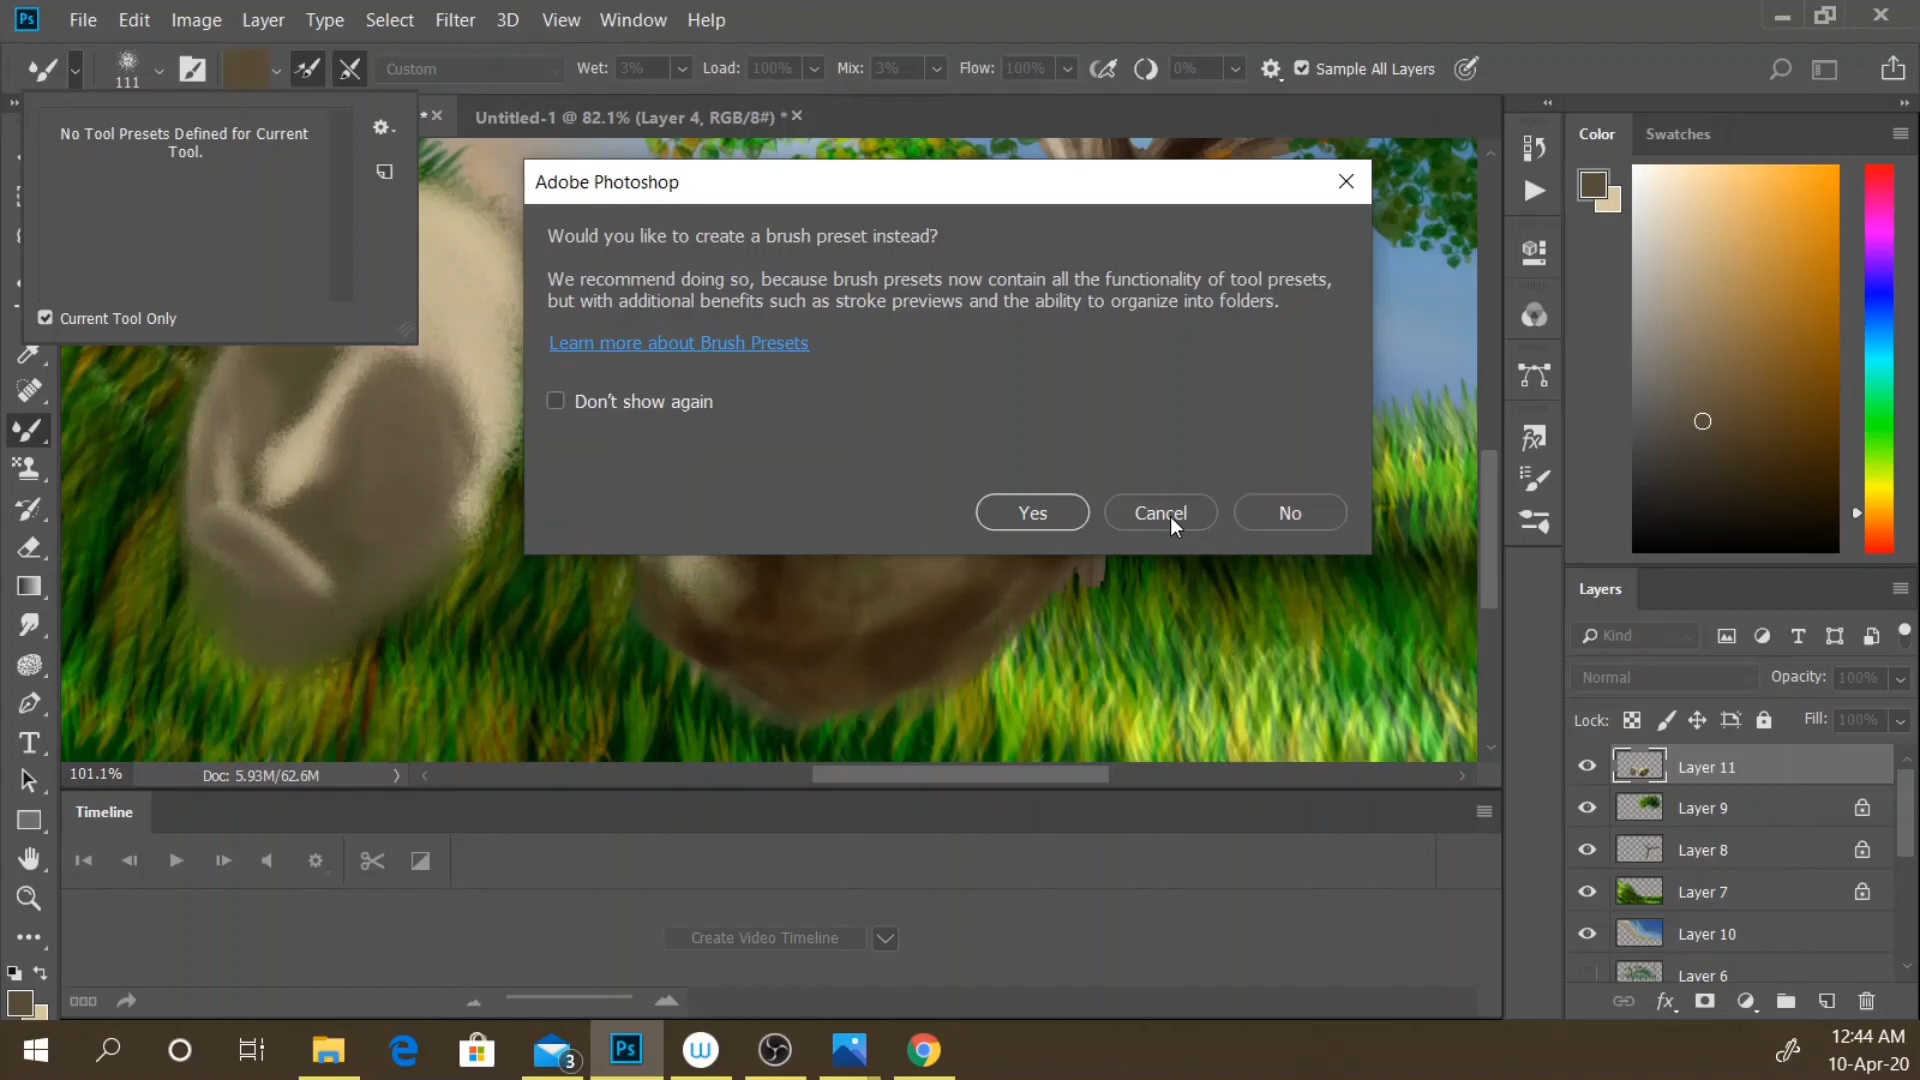 Ps File Edit Image Layer Type Select Filter 3D View Window Help
111 Custom Wet: 3% Load: 100% Mix: 3% Flow: 100% 0% Sample All Layers
No Tool Presets Defined for Current
Tool.
Current Tool Only
* × Untitled-1 @ 82.1% (Layer 4, RGB/8#) * ×
Adobe Photoshop
Would you like to create a brush preset instead?
We recommend doing so, because brush presets now contain all the functionality of tool presets,
but with additional benefits such as stroke previews and the ability to organize into folders.
Learn more about Brush Presets
Don't show again
Yes Cancel No
Color Swatches
Layers
Kind
Normal Opacity: 100%
Lock: Fill: 100%
Layer 11
Layer 9
Layer 8
Layer 7
Layer 10
Layer 6
101.1% Doc: 5.93M/62.6M
Timeline
Create Video Timeline
3 Ps
12:44 AM
10-Apr-20